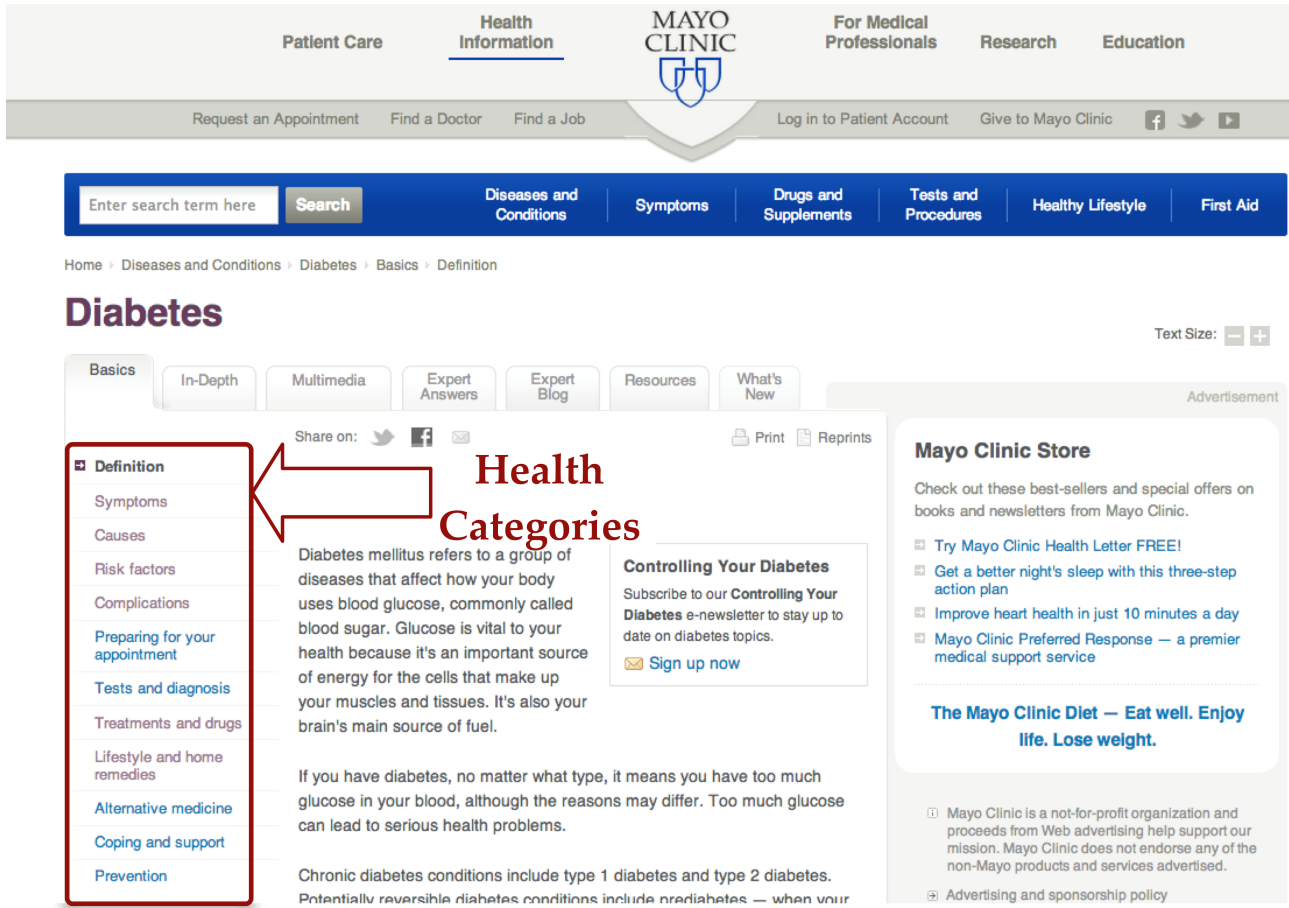 Patient Care
Health
Information
MAYO
CLINIC
For Medical
Professionals
Research
Education
Request an Appointment
Find a Doctor
Find a Job
Log in to Patient Account
Give to Mayo Clinic
Enter search term here
Search
Diseases and
Conditions
Symptoms
Drugs and
Supplements
Tests and
Procedures
Healthy Lifestyle
First Aid
Home Diseases and Conditions Diabetes Basics Definition
Diabetes
Text Size:
Basics
In-Depth
Multimedia
Expert
Answers
Expert
Blog
Resources
What's
New
Advertisement
Share on:
Print
Reprints
Definition
Symptoms
Causes
Risk factors
Complications
Preparing for your
appointment
Tests and diagnosis
Treatments and drugs
Lifestyle and home
remedies
Alternative medicine
Coping and support
Prevention
Health
Categories
Diabetes mellitus refers to a group of
diseases that affect how your body
uses blood glucose, commonly called
blood sugar. Glucose is vital to your
health because it's an important source
of energy for the cells that make up
your muscles and tissues. It's also your
brain's main source of fuel.
Controlling Your Diabetes
Subscribe to our Controlling Your
Diabetes e-newsletter to stay up to
date on diabetes topics.
Sign up now
If you have diabetes, no matter what type, it means you have too much
glucose in your blood, although the reasons may differ. Too much glucose
can lead to serious health problems.
Chronic diabetes conditions include type 1 diabetes and type 2 diabetes.
Potentially reversible diabetes conditions include prediabetes — when your
Mayo Clinic Store
Check out these best-sellers and special offers on
books and newsletters from Mayo Clinic.
Try Mayo Clinic Health Letter FREE!
Get a better night's sleep with this three-step
action plan
Improve heart health in just 10 minutes a day
Mayo Clinic Preferred Response — a premier
medical support service
The Mayo Clinic Diet — Eat well. Enjoy
life. Lose weight.
Mayo Clinic is a not-for-profit organization and
proceeds from Web advertising help support our
mission. Mayo Clinic does not endorse any of the
non-Mayo products and services advertised.
Advertising and sponsorship policy